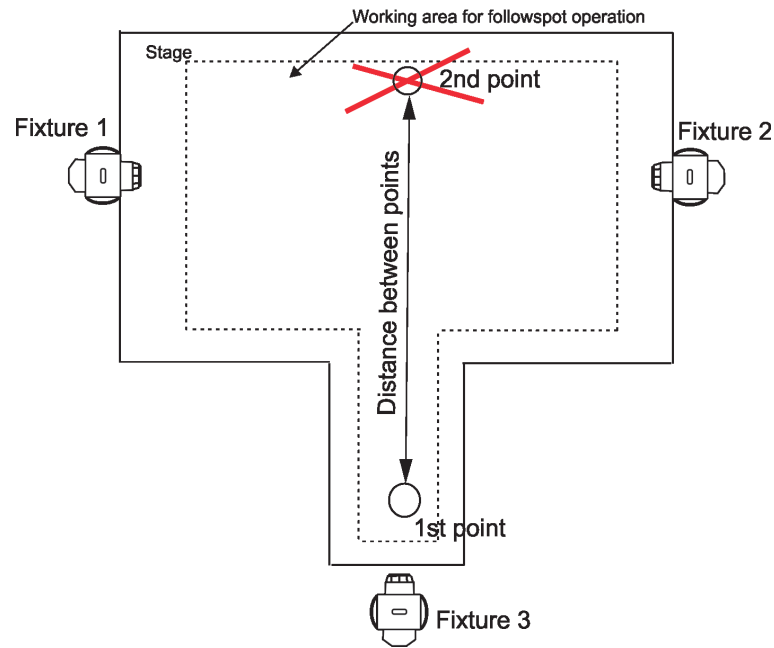 Working area for followspot operation
Stage
2nd point
Fixture 1
Fixture 2
Distance between points
1st point
Fixture 3